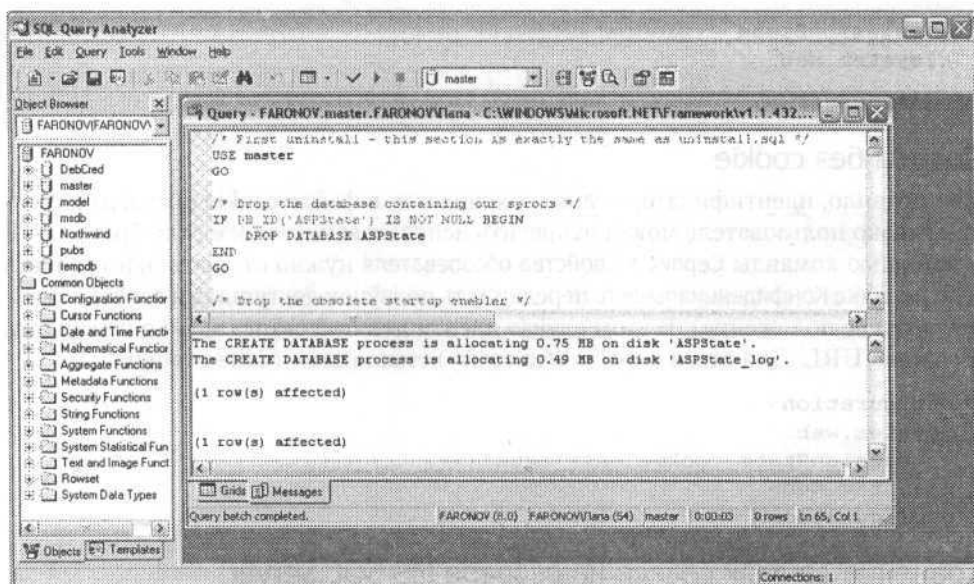 SQL Query Analyzer
File Edit Query Tools Window Help
master
Object Browser
FARONOV(FARONOV\
FARONOV
DebCred
master
model
msdb
Northwind
pubs
tempdb
Common Objects
Configuration Function
Cursor Functions
Date and Time Functi
Mathematical Function
Aggregate Functions
Metadata Functions
Security Functions
String Functions
System Functions
System Statistical Fun
Text and Image Funct
Rowset
System Data Types
Objects Templates
Query - FARONOV.master.FARONOV\Папа - C:\WINDOWS\Microsoft.NET\Framework\v1.1.432...
/* First uninstall - this section is exactly the same as uninstall.sql */
USE master
GO
/* Drop the database containing our sprocs */
IF DB_ID('ASPState') IS NOT NULL BEGIN
DROP DATABASE ASPState
END
GO
/* Drop the obsolete startup enabler */
The CREATE DATABASE process is allocating 0.75 MB on disk 'ASPState'.
The CREATE DATABASE process is allocating 0.49 MB on disk 'ASPState_log'.
(1 row(s) affected)
(1 row(s) affected)
Grids Messages
Query batch completed. FARONOV (8.0) FARONOV\Папа (54) master 0:00:03 0 rows Ln 65, Col 1
Connections: 1